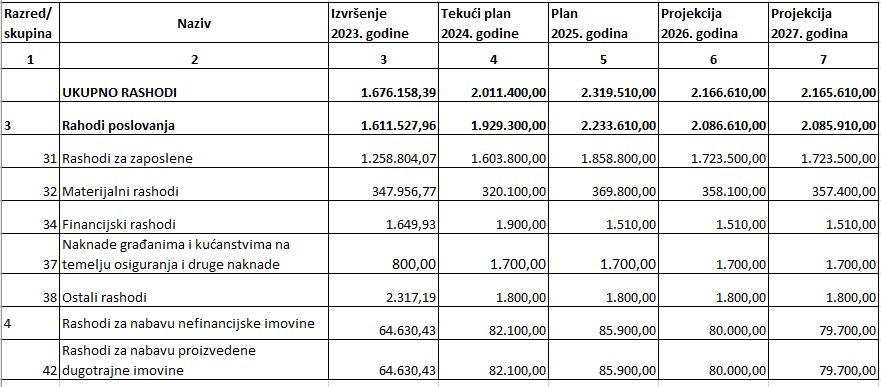 Razred/ skupina Naziv Izvršenje 2023. godine Tekući plan 2024. godine Plan 2025. godina Projekcija 2026. godina Projekcija 2027. godina
1 2 3 4 5 6 7
UKUPNO RASHODI 1.676.158,39 2.011.400,00 2.319.510,00 2.166.610,00 2.165.610,00
3 Rahodi poslovanja 1.611.527,96 1.929.300,00 2.233.610,00 2.086.610,00 2.085.910,00
31 Rashodi za zaposlene 1.258.804,07 1.603.800,00 1.858.800,00 1.723.500,00 1.723.500,00
32 Materijalni rashodi 347.956,77 320.100,00 369.800,00 358.100,00 357.400,00
34 Financijski rashodi 1.649,93 1.900,00 1.510,00 1.510,00 1.510,00
37 Naknade građanima i kućanstvima na temelju osiguranja i druge naknade 800,00 1.700,00 1.700,00 1.700,00 1.700,00
38 Ostali rashodi 2.317,19 1.800,00 1.800,00 1.800,00 1.800,00
4 Rashodi za nabavu nefinancijske imovine 64.630,43 82.100,00 85.900,00 80.000,00 79.700,00
42 Rashodi za nabavu proizvedene dugotrajne imovine 64.630,43 82.100,00 85.900,00 80.000,00 79.700,00